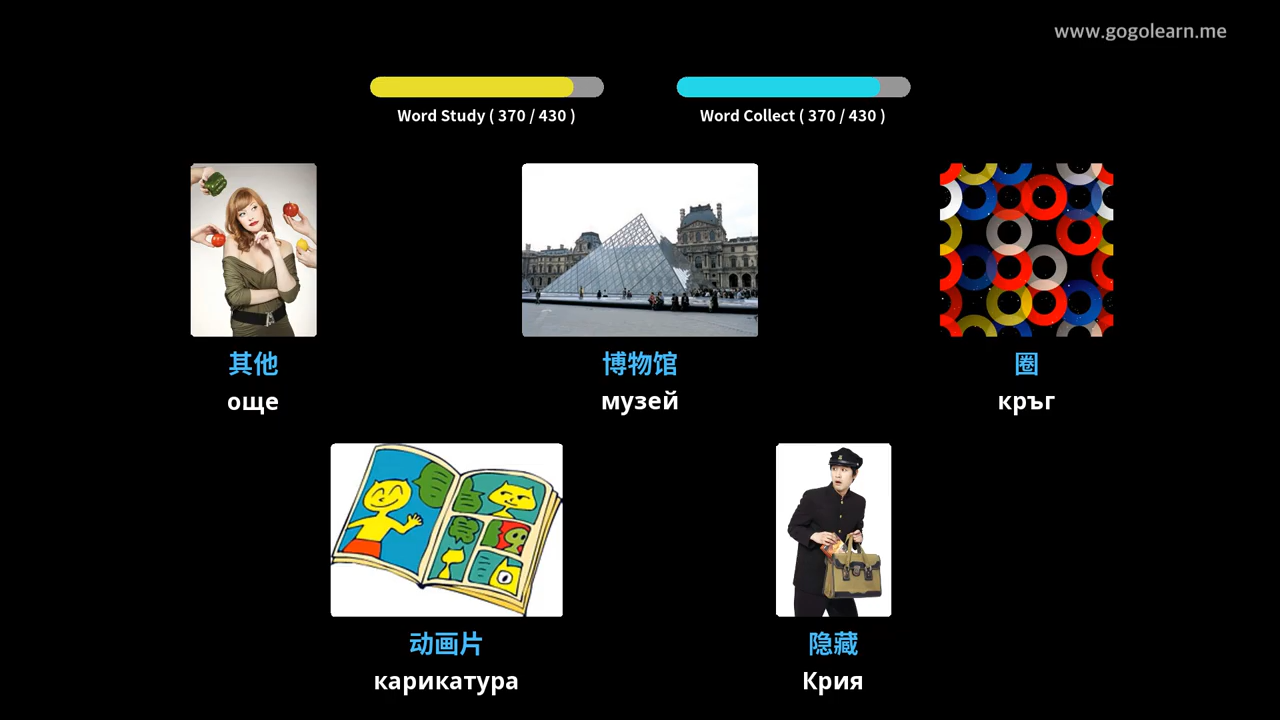 www.gogolearn.me
Word Study ( 370 / 430 )
Word Collect ( 370 / 430 )
其他
още
博物馆
музей
圈
кръг
动画片
карикатура
隐藏
Крия